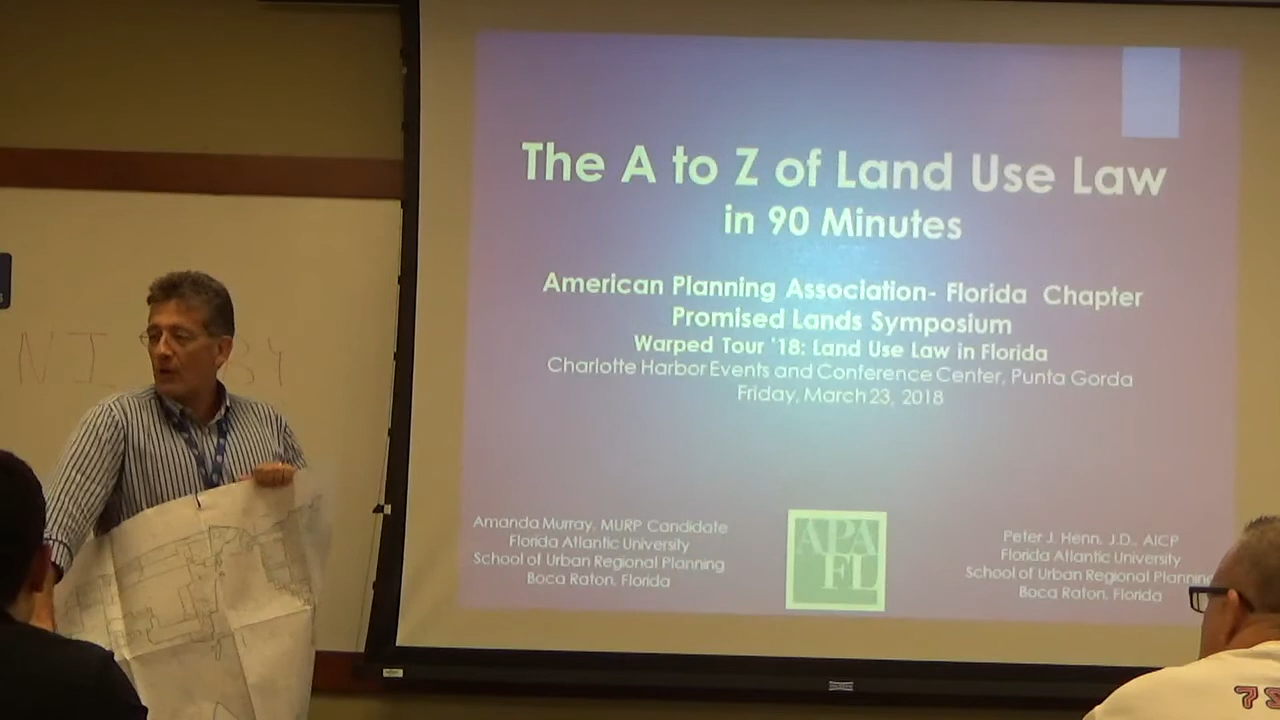 The A to Z of Land Use Law
in 90 Minutes
American Planning Association- Florida Chapter
Promised Lands Symposium
Warped Tour '18: Land Use Law in Florida
Charlotte Harbor Events and Conference Center, Punta Gorda
Friday, March 23, 2018
Amanda Murray, MURP Candidate
Florida Atlantic University
School of Urban Regional Planning
Boca Raton, Florida
APA
FL
Peter J. Henn, J.D., AICP
Florida Atlantic University
School of Urban Regional Planning
Boca Raton, Florida